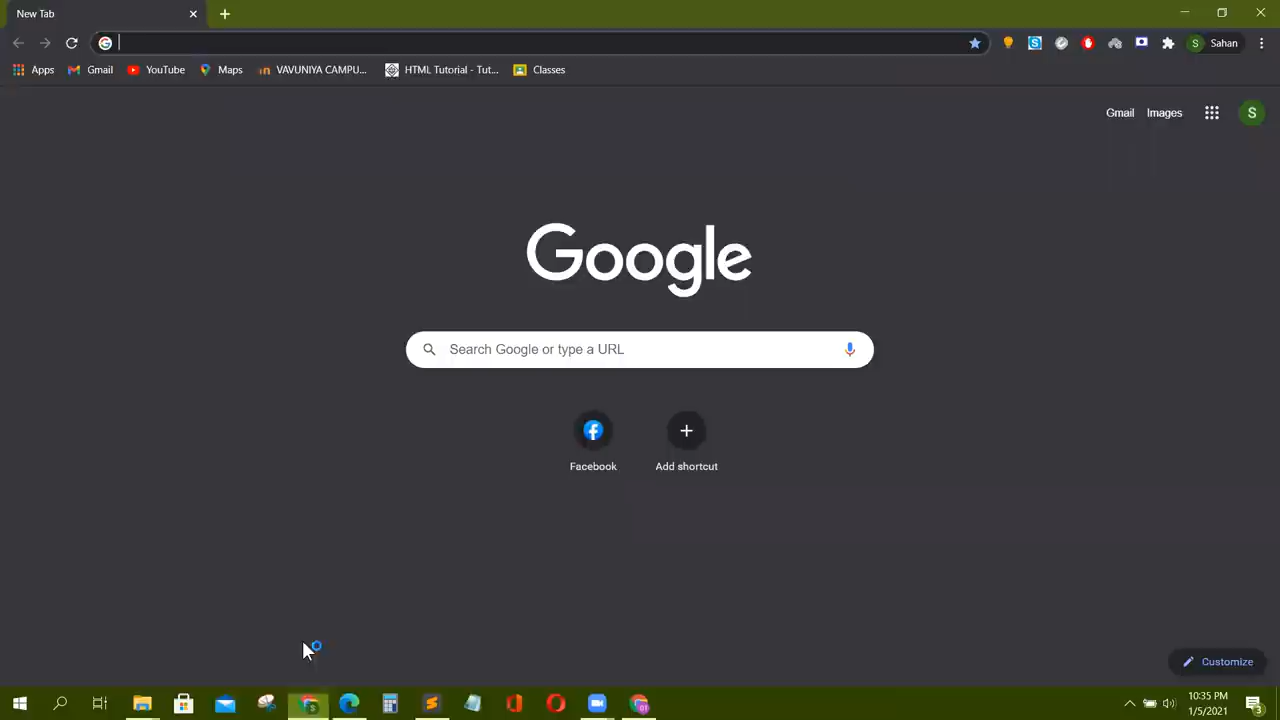 New Tab
S Sahan
Apps Gmail YouTube Maps VAVUNIYA CAMPU... HTML Tutorial - Tut... Classes
Gmail Images S
Google
Search Google or type a URL
Facebook Add shortcut
Customize
10:35 PM
1/5/2021
3